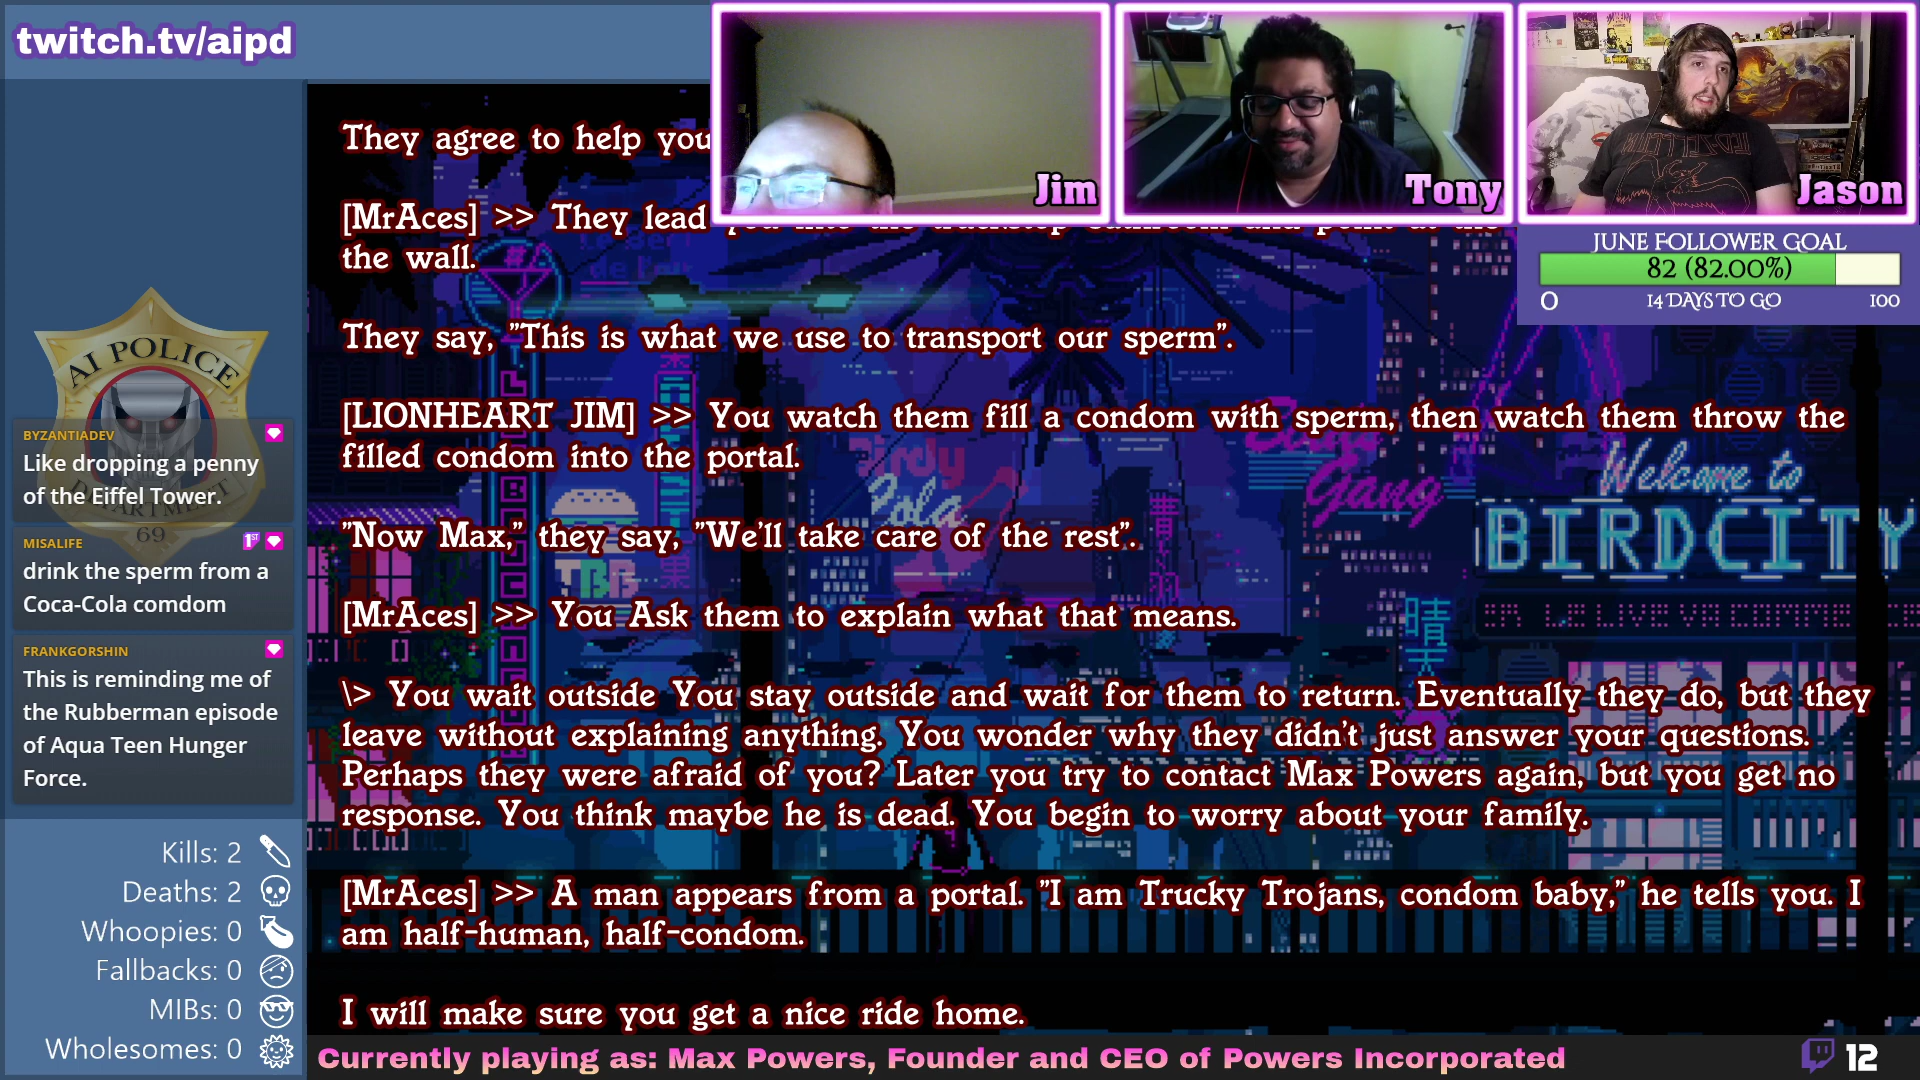 twitch.tv/aipd
Jim
Tony
Jason
JUNE FOLLOWER GOAL
82 (82.00%)
0
14 DAYS TO GO
100
They agree to help you
[MrAces] >> They lead
the wall.
They say, "This is what we use to transport our sperm".
[LIONHEART JIM] >> You watch them fill a condom with sperm, then watch them throw the
filled condom into the portal.
"Now Max," they say, "We'll take care of the rest".
[MrAces] >> You Ask them to explain what that means.
\> You wait outside You stay outside and wait for them to return. Eventually they do, but they
leave without explaining anything. You wonder why they didn't just answer your questions.
Perhaps they were afraid of you? Later you try to contact Max Powers again, but you get no
response. You think maybe he is dead. You begin to worry about your family.
[MrAces] >> A man appears from a portal. "I am Trucky Trojans, condom baby," he tells you. I
am half-human, half-condom.
I will make sure you get a nice ride home.
AI POLICE
DEPARTMENT
69
BYZANTIADEV
Like dropping a penny
of the Eiffel Tower.
MISALIFE
1ST
drink the sperm from a
Coca-Cola comdom
FRANKGORSHIN
This is reminding me of
the Rubberman episode
of Aqua Teen Hunger
Force.
Kills: 2
Deaths: 2
Whoopies: 0
Fallbacks: 0
MIBs: 0
Wholesomes: 0
Welcome to
BIRDCITY
Gang
晴
Currently playing as: Max Powers, Founder and CEO of Powers Incorporated
12